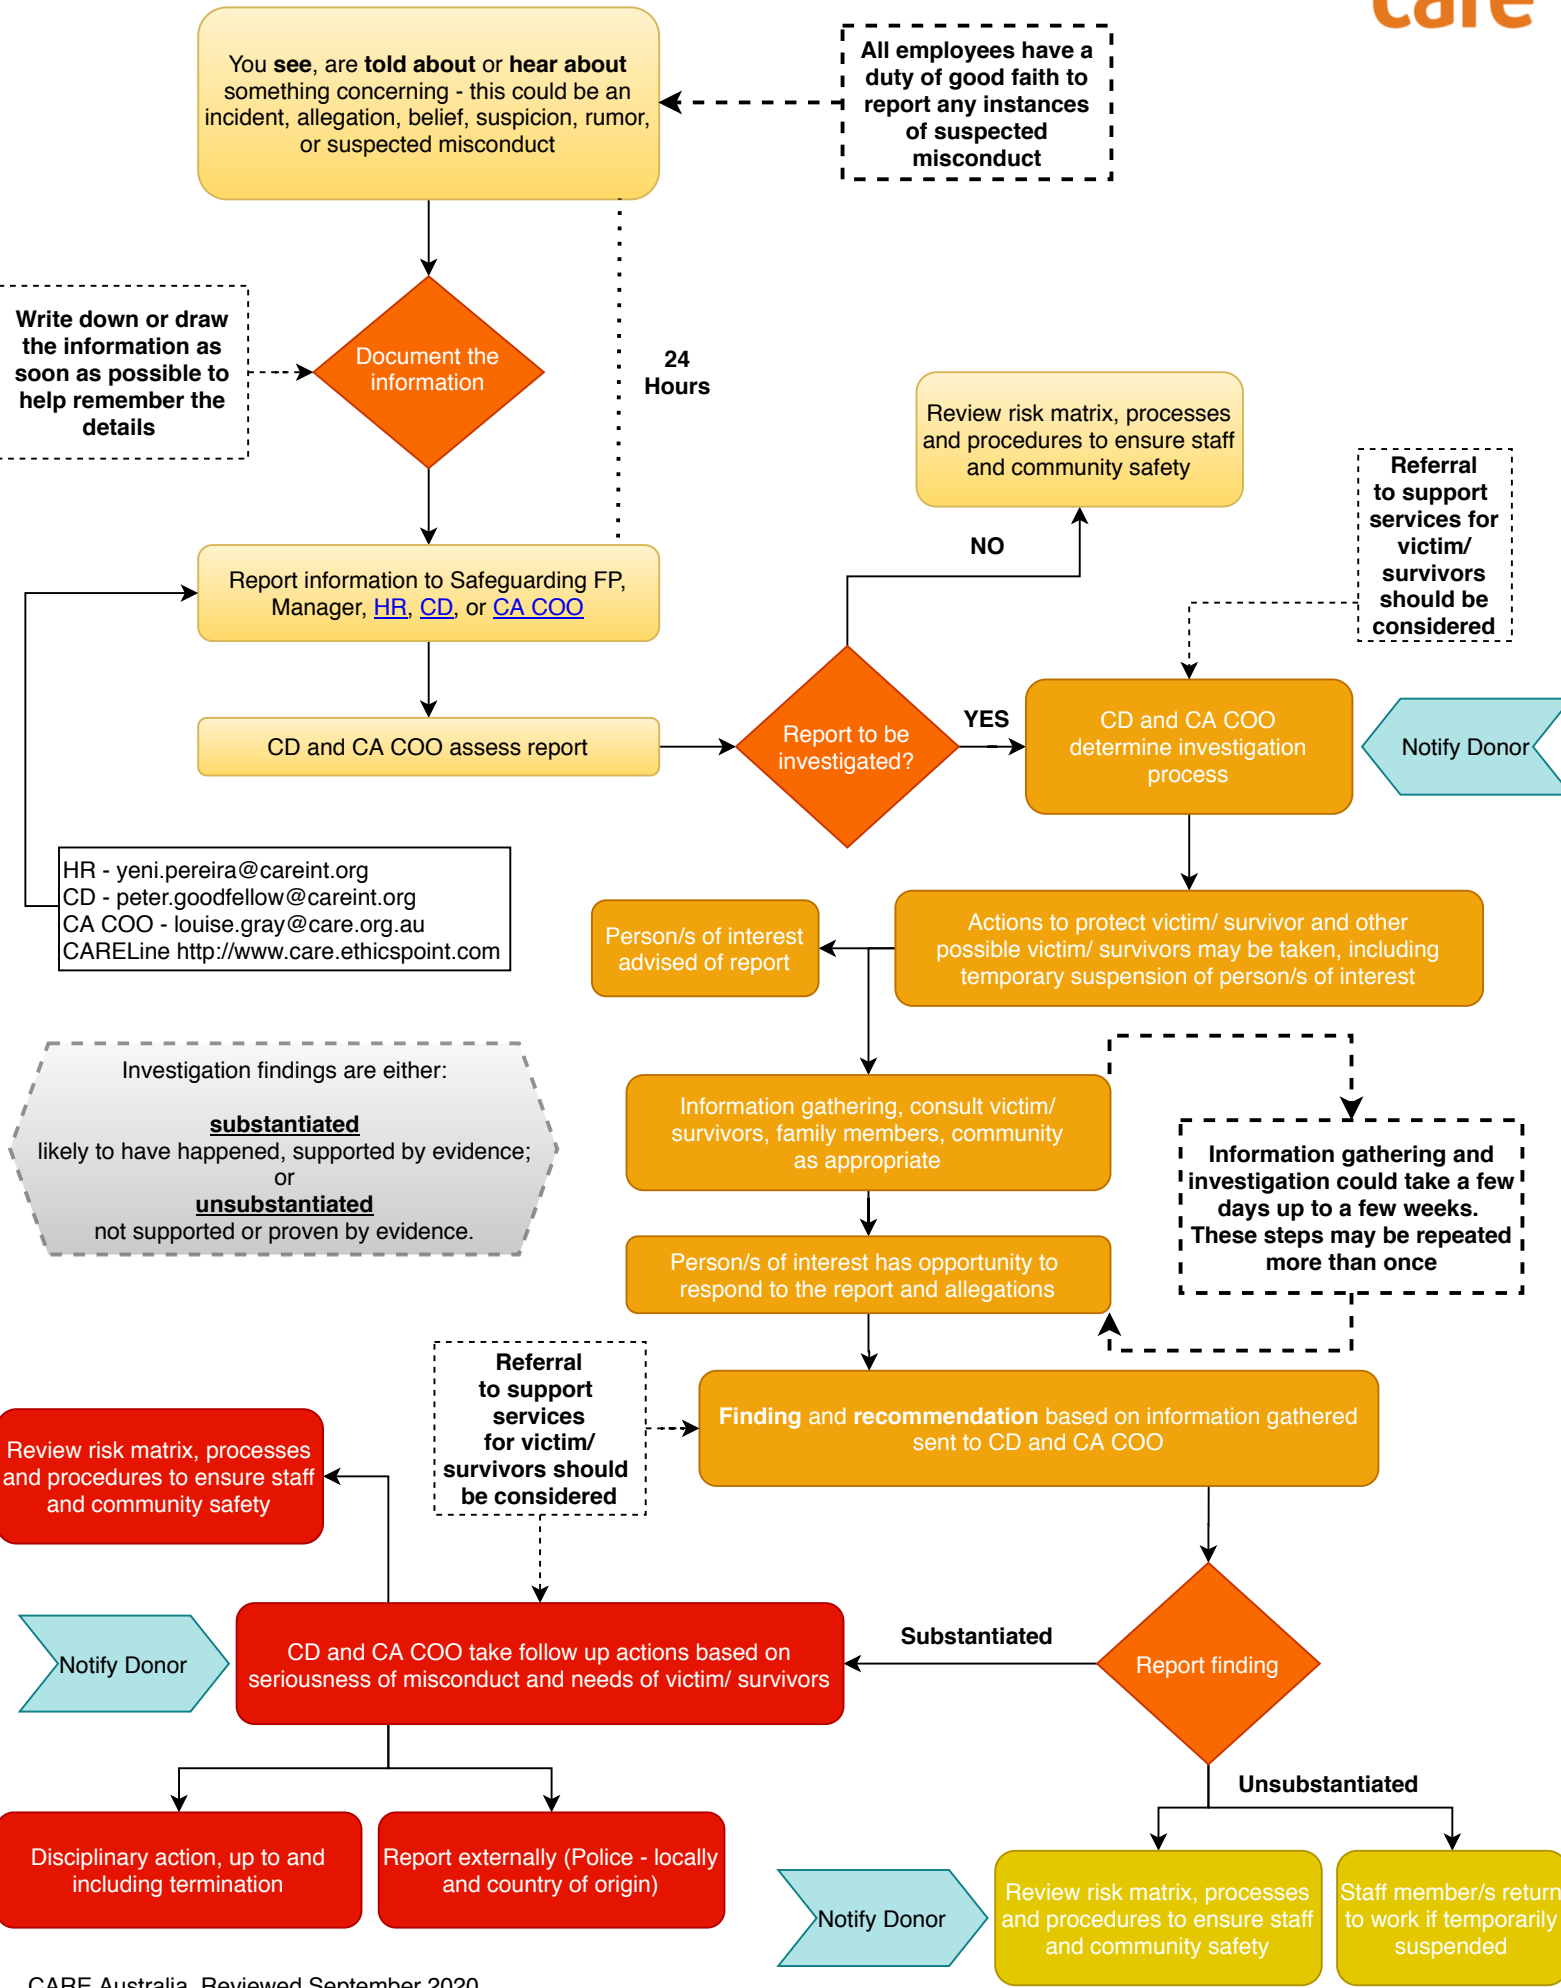 care
You see, are told about or hear about
something concerning - this could be an
incident, allegation, belief, suspicion, rumor,
or suspected misconduct
All employees have a
duty of good faith to
report any instances
of suspected
misconduct
Write down or draw
the information as
soon as possible to
help remember the
details
Document the
information
24
Hours
Review risk matrix, processes
and procedures to ensure staff
and community safety
Referral
to support
services for
victim/
survivors
should be
considered
NO
Report information to Safeguarding FP,
Manager, HR, CD, or CA COO
CD and CA COO assess report
Report to be
investigated?
YES
CD and CA COO
determine investigation
process
Notify Donor
HR - yeni.pereira@careint.org
CD - peter.goodfellow@careint.org
CA COO - louise.gray@care.org.au
CARELine http://www.care.ethicspoint.com
Person/s of interest
advised of report
Actions to protect victim/ survivor and other
possible victim/ survivors may be taken, including
temporary suspension of person/s of interest
Investigation findings are either:
substantiated
likely to have happened, supported by evidence;
or
unsubstantiated
not supported or proven by evidence.
Information gathering, consult victim/
survivors, family members, community
as appropriate
Information gathering and
investigation could take a few
days up to a few weeks.
These steps may be repeated
more than once
Person/s of interest has opportunity to
respond to the report and allegations
Referral
to support
services
for victim/
survivors should
be considered
Finding and recommendation based on information gathered
sent to CD and CA COO
Review risk matrix, processes
and procedures to ensure staff
and community safety
Notify Donor
CD and CA COO take follow up actions based on
seriousness of misconduct and needs of victim/ survivors
Substantiated
Report finding
Unsubstantiated
Disciplinary action, up to and
including termination
Report externally (Police - locally
and country of origin)
Notify Donor
Review risk matrix, processes
and procedures to ensure staff
and community safety
Staff member/s return
to work if temporarily
suspended
CARE Australia. Reviewed September 2020